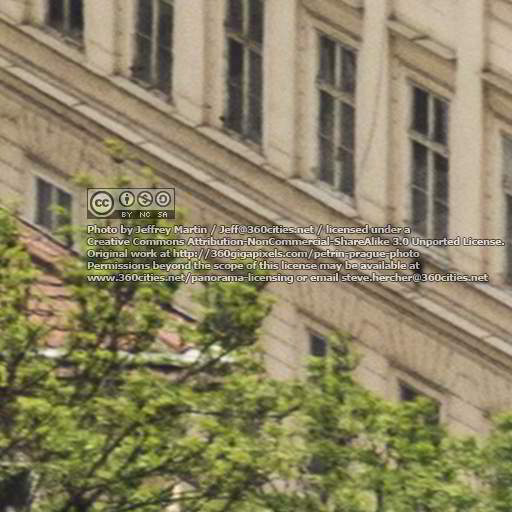 cc
BY NC SA
Photo by Jeffrey Martin / Jeff@360cities.net / licensed under a
Creative Commons Attribution-NonCommercial-ShareAlike 3.0 Unported License.
Original work at http://360gigapixels.com/petrin-prague-photo
Permissions beyond the scope of this license may be available at
www.360cities.net/panorama-licensing or email steve.hercher@360cities.net